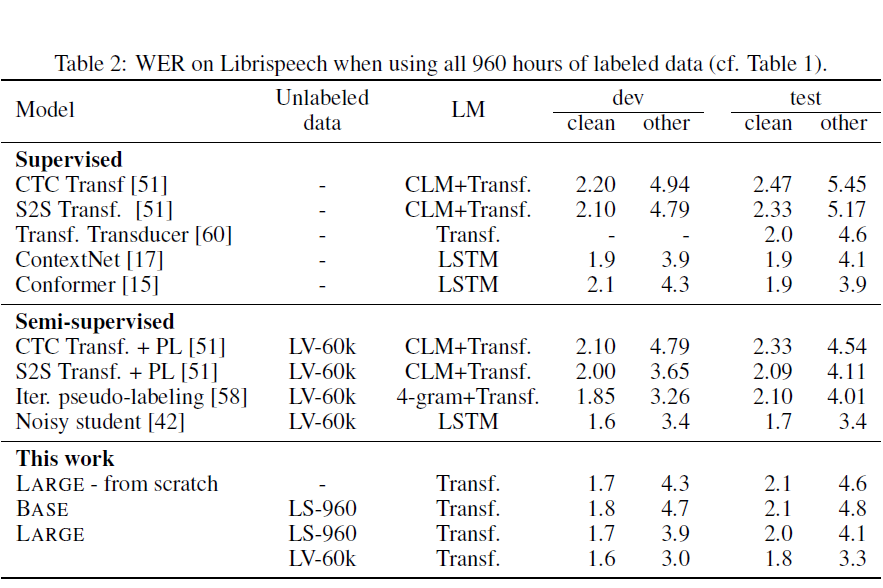 Table 2: WER on Librispeech when using all 960 hours of labeled data (cf. Table 1).
Model Unlabeled data LM dev test
clean other clean other
Supervised
CTC Transf [51] - CLM+Transf. 2.20 4.94 2.47 5.45
S2S Transf. [51] - CLM+Transf. 2.10 4.79 2.33 5.17
Transf. Transducer [60] - Transf. - - 2.0 4.6
ContextNet [17] - LSTM 1.9 3.9 1.9 4.1
Conformer [15] - LSTM 2.1 4.3 1.9 3.9
Semi-supervised
CTC Transf. + PL [51] LV-60k CLM+Transf. 2.10 4.79 2.33 4.54
S2S Transf. + PL [51] LV-60k CLM+Transf. 2.00 3.65 2.09 4.11
Iter. pseudo-labeling [58] LV-60k 4-gram+Transf. 1.85 3.26 2.10 4.01
Noisy student [42] LV-60k LSTM 1.6 3.4 1.7 3.4
This work
LARGE - from scratch - Transf. 1.7 4.3 2.1 4.6
BASE LS-960 Transf. 1.8 4.7 2.1 4.8
LARGE LS-960 Transf. 1.7 3.9 2.0 4.1
LV-60k Transf. 1.6 3.0 1.8 3.3